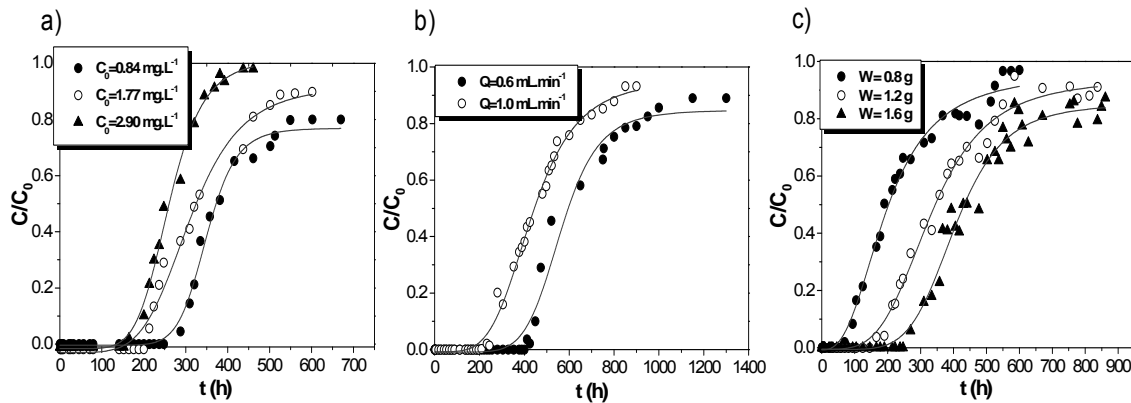 a)
C₀=0.84 mg.L⁻¹
C₀=1.77 mg.L⁻¹
C₀=2.90 mg.L⁻¹
C/C₀
1.0
0.8
0.6
0.4
0.2
0.0
0 100 200 300 400 500 600 700
t (h)
b)
Q=0.6 mL.min⁻¹
Q=1.0 mL.min⁻¹
C/C₀
1.0
0.8
0.6
0.4
0.2
0.0
0 200 400 600 800 1000 1200 1400
t (h)
c)
W= 0.8 g
W= 1.2 g
W= 1.6 g
C/C₀
1.0
0.8
0.6
0.4
0.2
0.0
0 100 200 300 400 500 600 700 800 900
t (h)